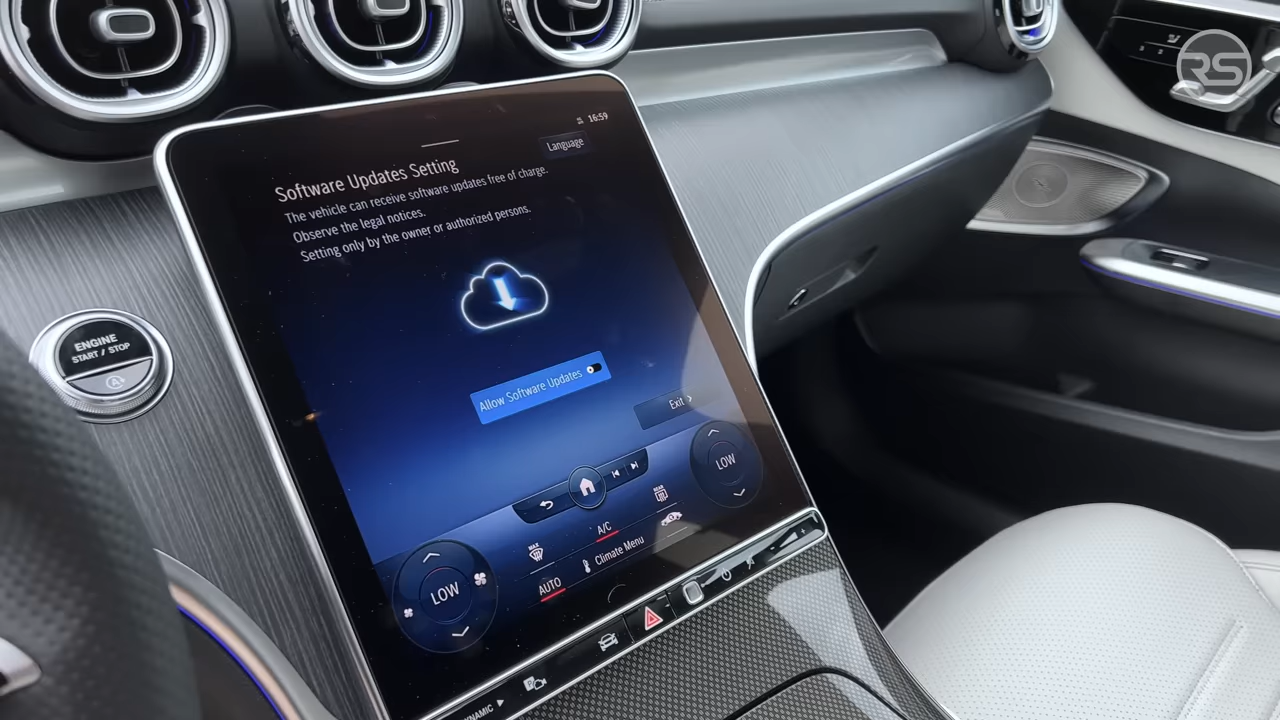 RS
16:59
Language
Software Updates Setting
The vehicle can receive software updates free of charge.
Observe the legal notices.
Setting only by the owner or authorized persons.
ENGINE
START / STOP
A
Allow Software Updates
Exit
LOW
REAR
A/C
MAX
Climate Menu
LOW
AUTO
P